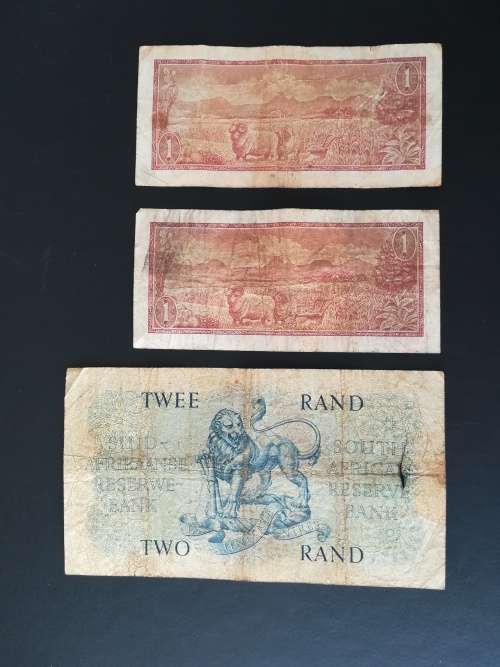 1
1
1
1
TWEE RAND
SUID-
AFRIKAANSE
RESERWE-
BANK
SOUTH
AFRICAN
RESERVE
BANK
TWO RAND